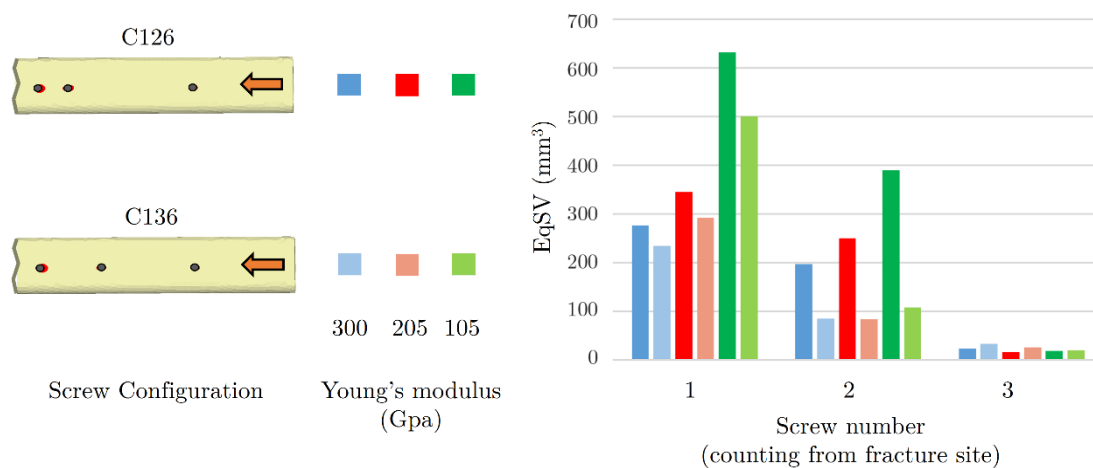 C126
C136
300 205 105
Screw Configuration
Young's modulus
(Gpa)
EqSV (mm³)
700
600
500
400
300
200
100
0
1 2 3
Screw number
(counting from fracture site)